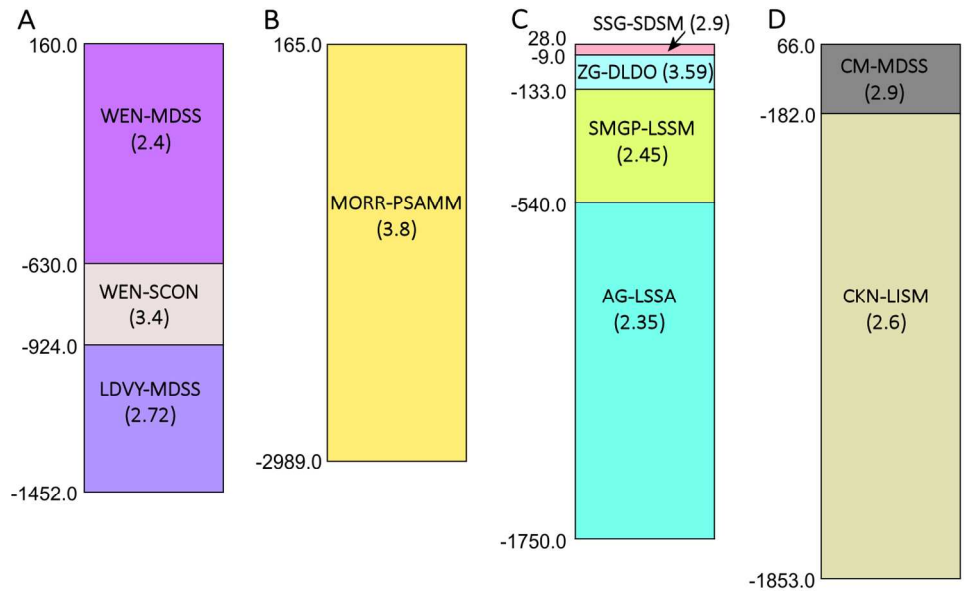 A
160.0
WEN-MDSS
(2.4)
-630.0
WEN-SCON
(3.4)
-924.0
LDVY-MDSS
(2.72)
-1452.0
B
165.0
MORR-PSAMM
(3.8)
-2989.0
C
SSG-SDSM (2.9)
28.0
-9.0
ZG-DLDO (3.59)
-133.0
SMGP-LSSM
(2.45)
-540.0
AG-LSSA
(2.35)
-1750.0
D
66.0
CM-MDSS
(2.9)
-182.0
CKN-LISM
(2.6)
-1853.0